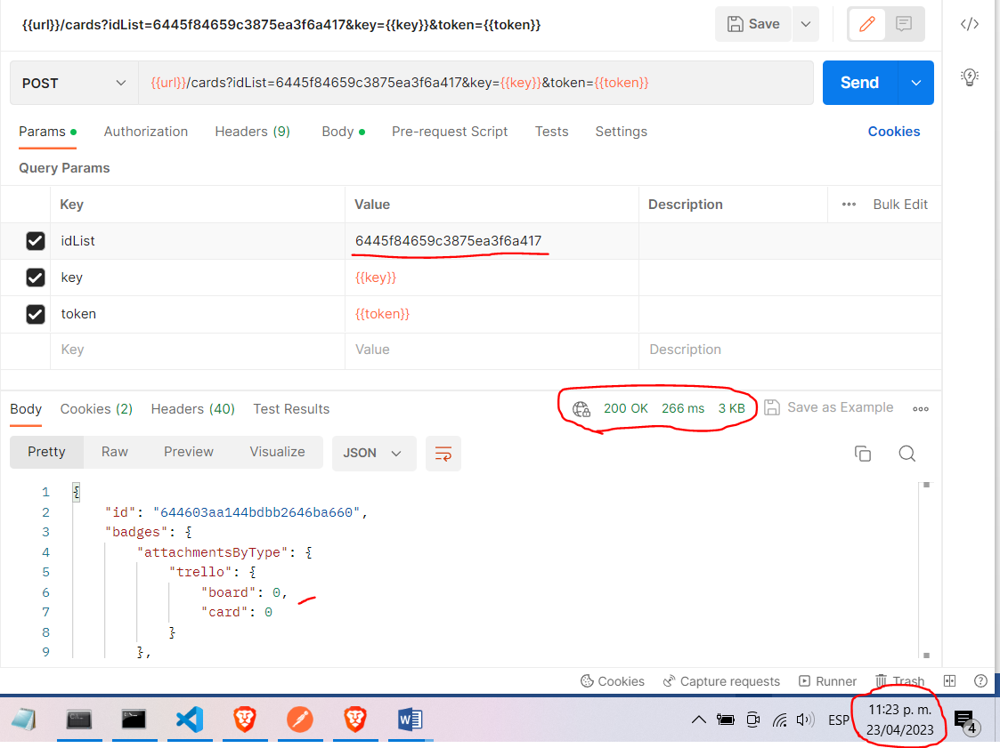 {{url}}/cards?idList=6445f84659c3875ea3f6a417&key={{key}}&token={{token}}
Save
POST
{{url}}/cards?idList=6445f84659c3875ea3f6a417&key={{key}}&token={{token}}
Send
Params Authorization Headers (9) Body Pre-request Script Tests Settings Cookies
Query Params
Key Value Description ••• Bulk Edit
idList 6445f84659c3875ea3f6a417
key {{key}}
token {{token}}
Key Value Description
Body Cookies (2) Headers (40) Test Results 200 OK 266 ms 3 KB Save as Example
Pretty Raw Preview Visualize JSON
1 {
2 "id": "644603aa144bdbb2646ba660",
3 "badges": {
4 "attachmentsByType": {
5 "trello": {
6 "board": 0,
7 "card": 0
8 }
9 },
Cookies Capture requests Runner Trash
ESP 11:23 p. m.
23/04/2023
4